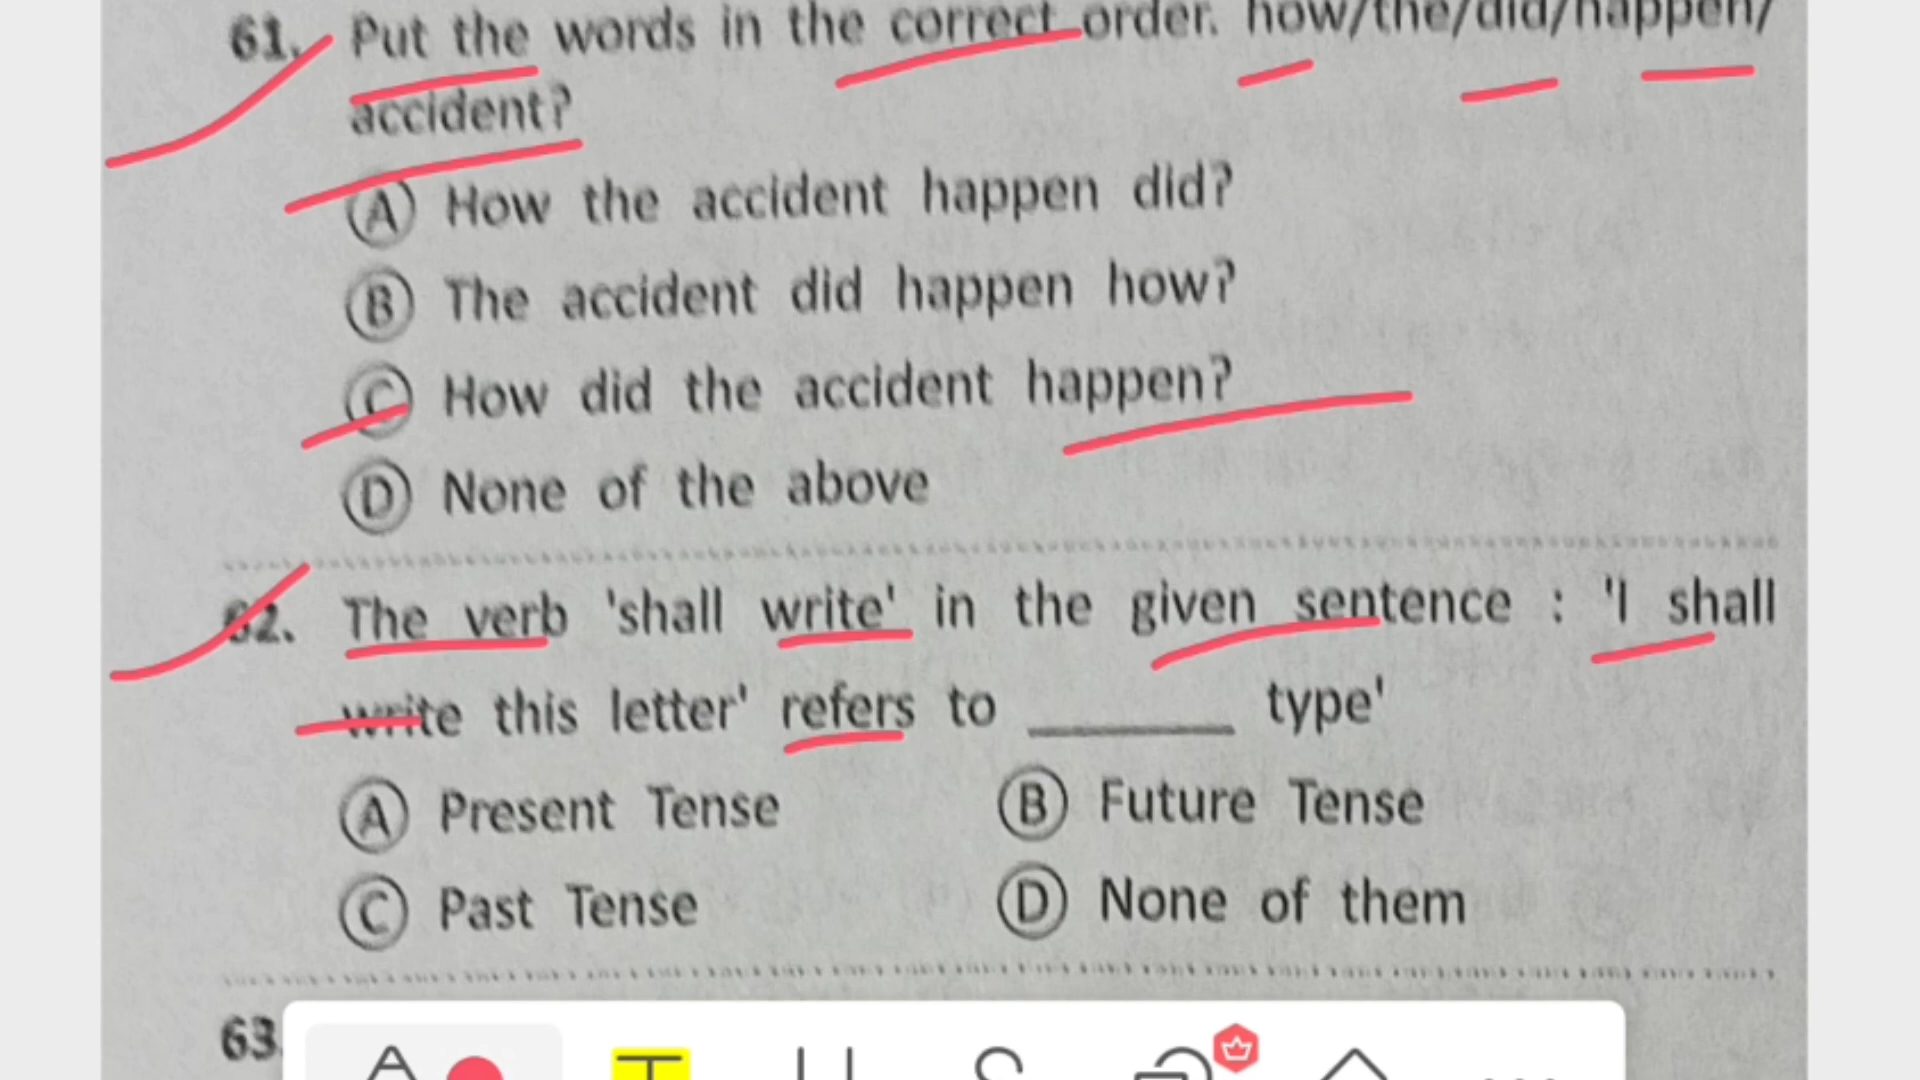 61. Put the words in the correct order. how/the/did/happen/
accident?
(A) How the accident happen did?
(B) The accident did happen how?
(C) How did the accident happen?
(D) None of the above
62. The verb 'shall write' in the given sentence : 'I shall
write this letter' refers to ______ type'
(A) Present Tense (B) Future Tense
(C) Past Tense (D) None of them
63.